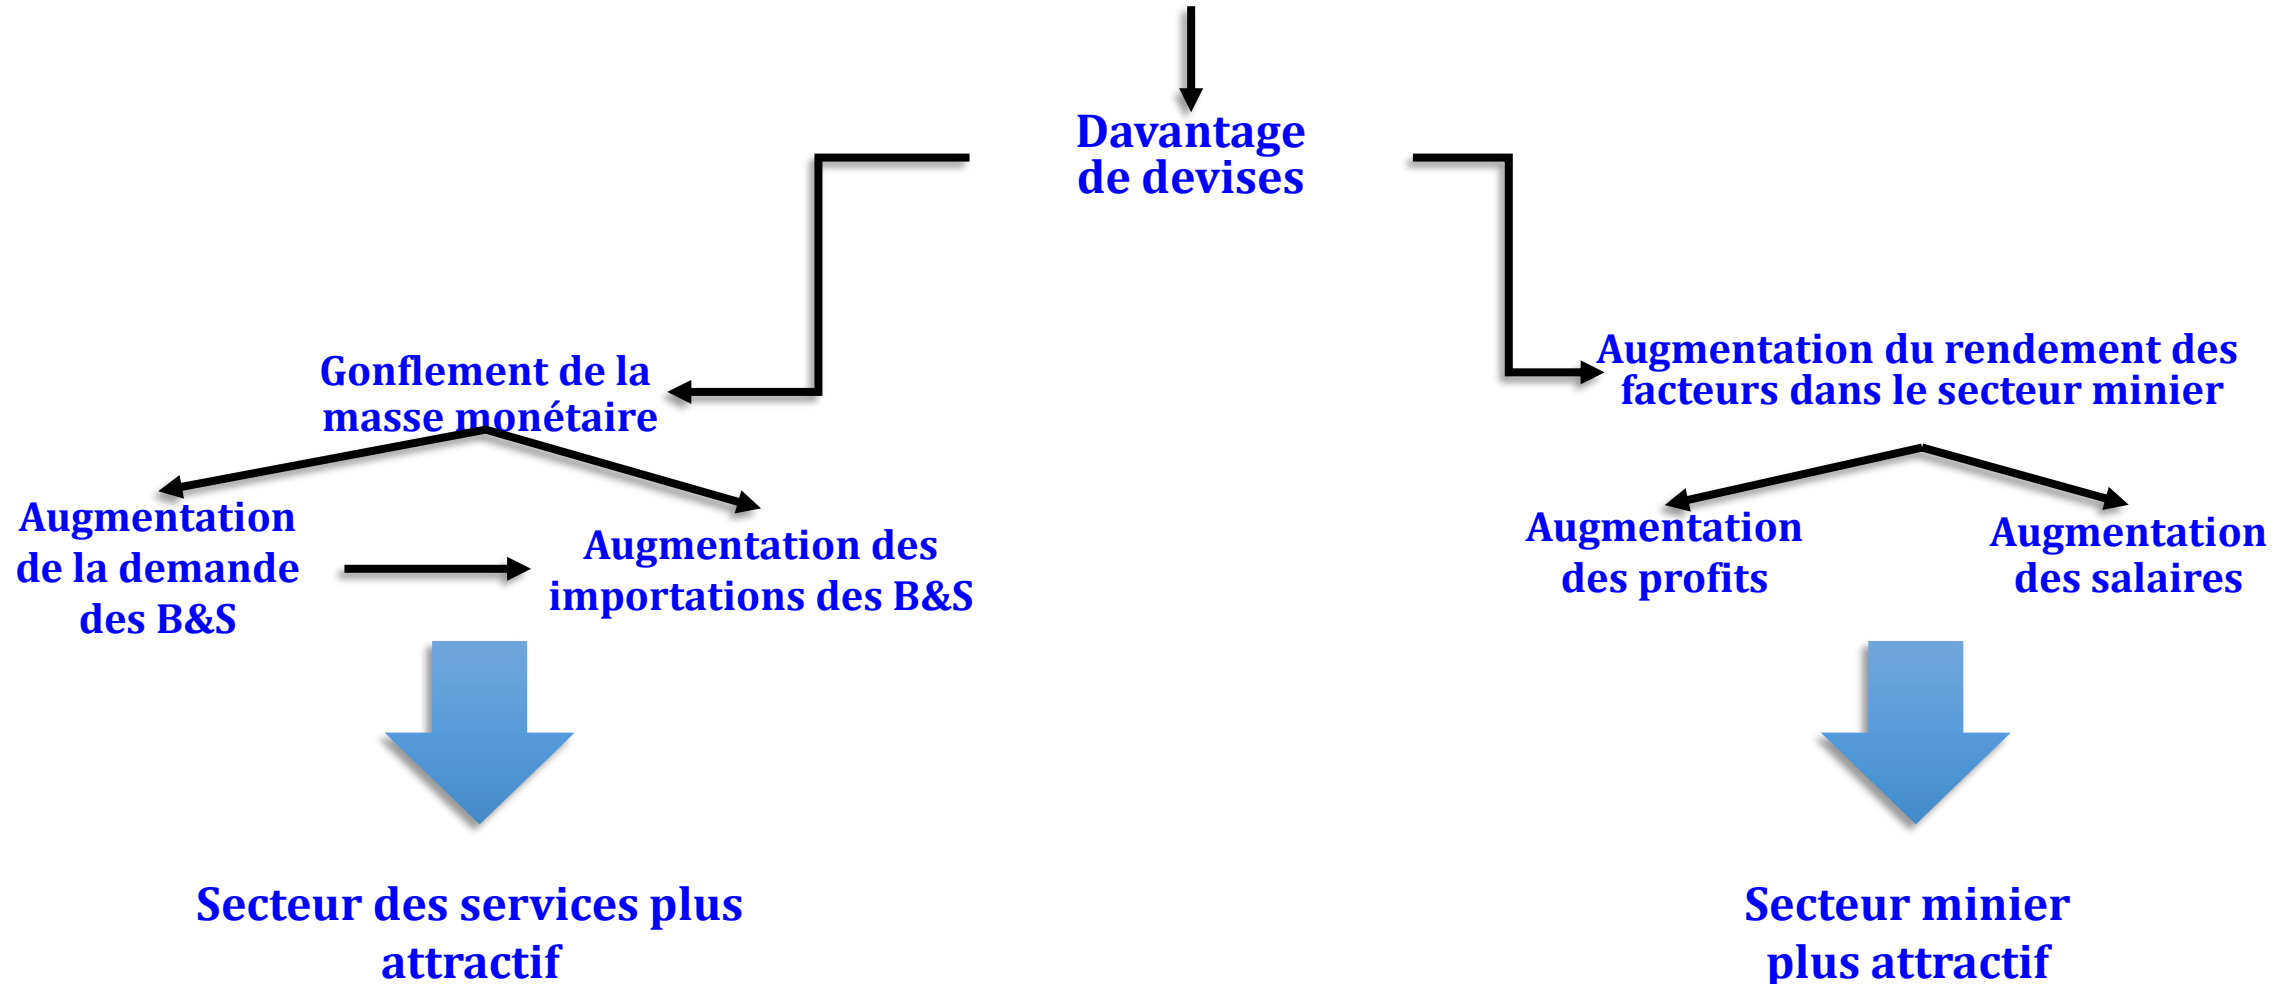 Davantage
de devises
Gonflement de la
masse monétaire
Augmentation du rendement des
facteurs dans le secteur minier
Augmentation
de la demande
des B&S
Augmentation des
importations des B&S
Augmentation
des profits
Augmentation
des salaires
Secteur des services plus
attractif
Secteur minier
plus attractif